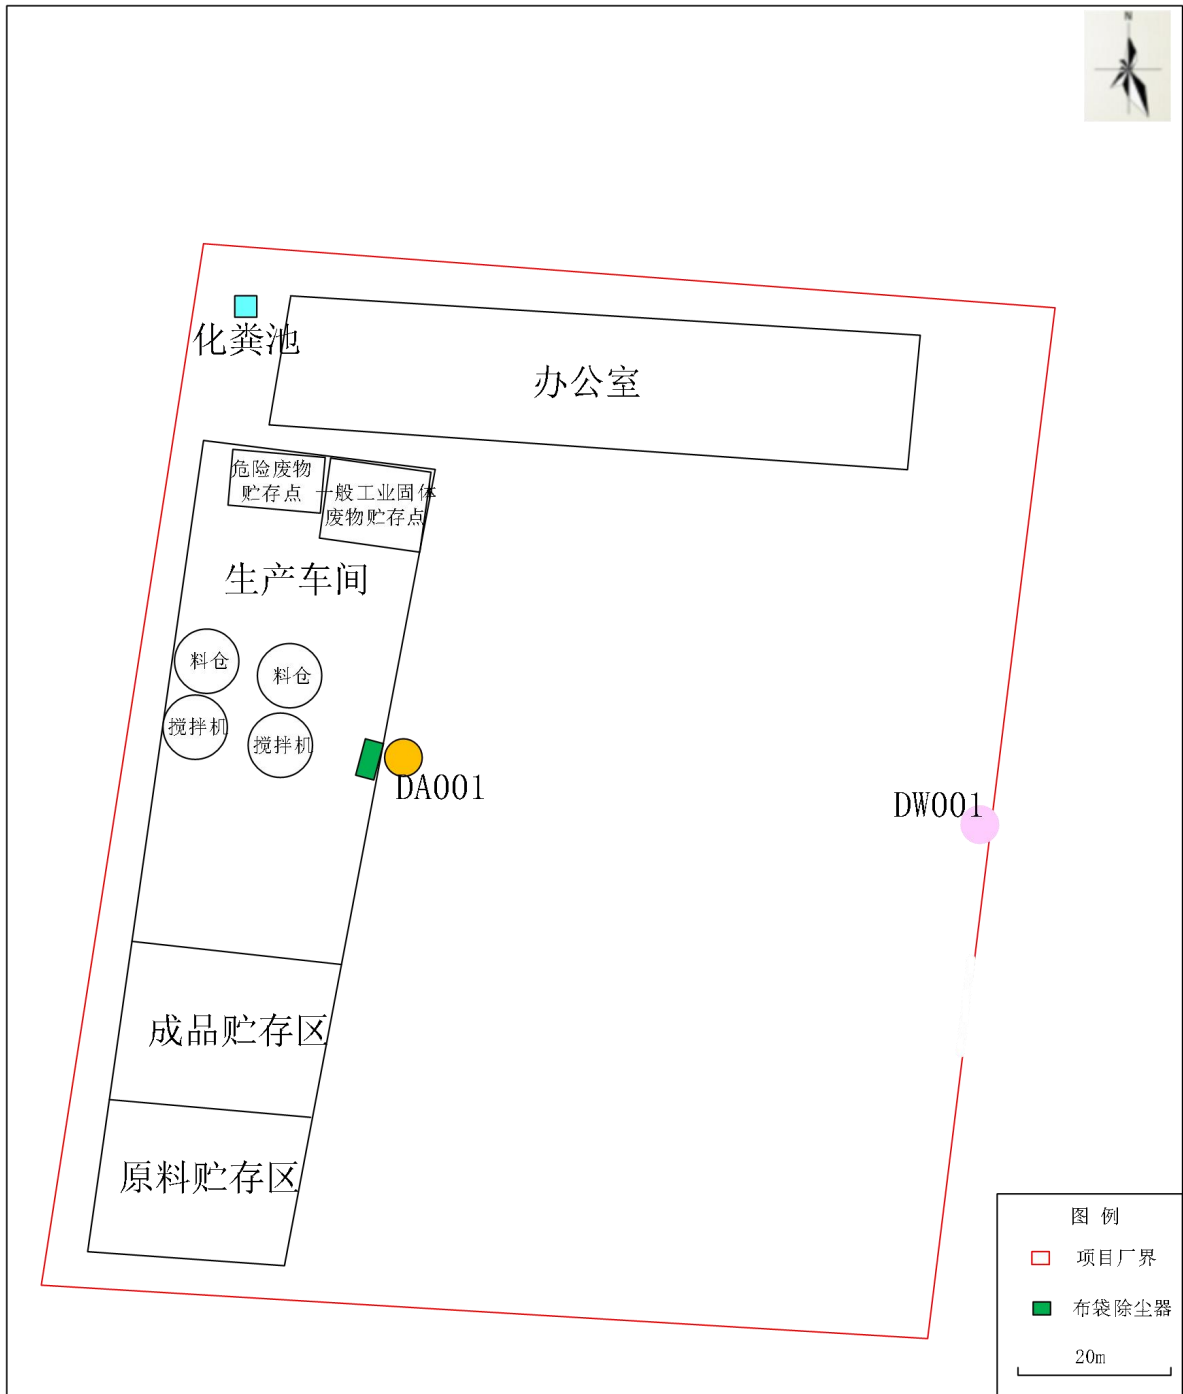 N
化粪池
办公室
危险废物
贮存点
一般工业固体
废物贮存点
生产车间
料仓
料仓
搅拌机
搅拌机
DA001
DW001
成品贮存区
原料贮存区
图 例
项目厂界
布袋除尘器
20m